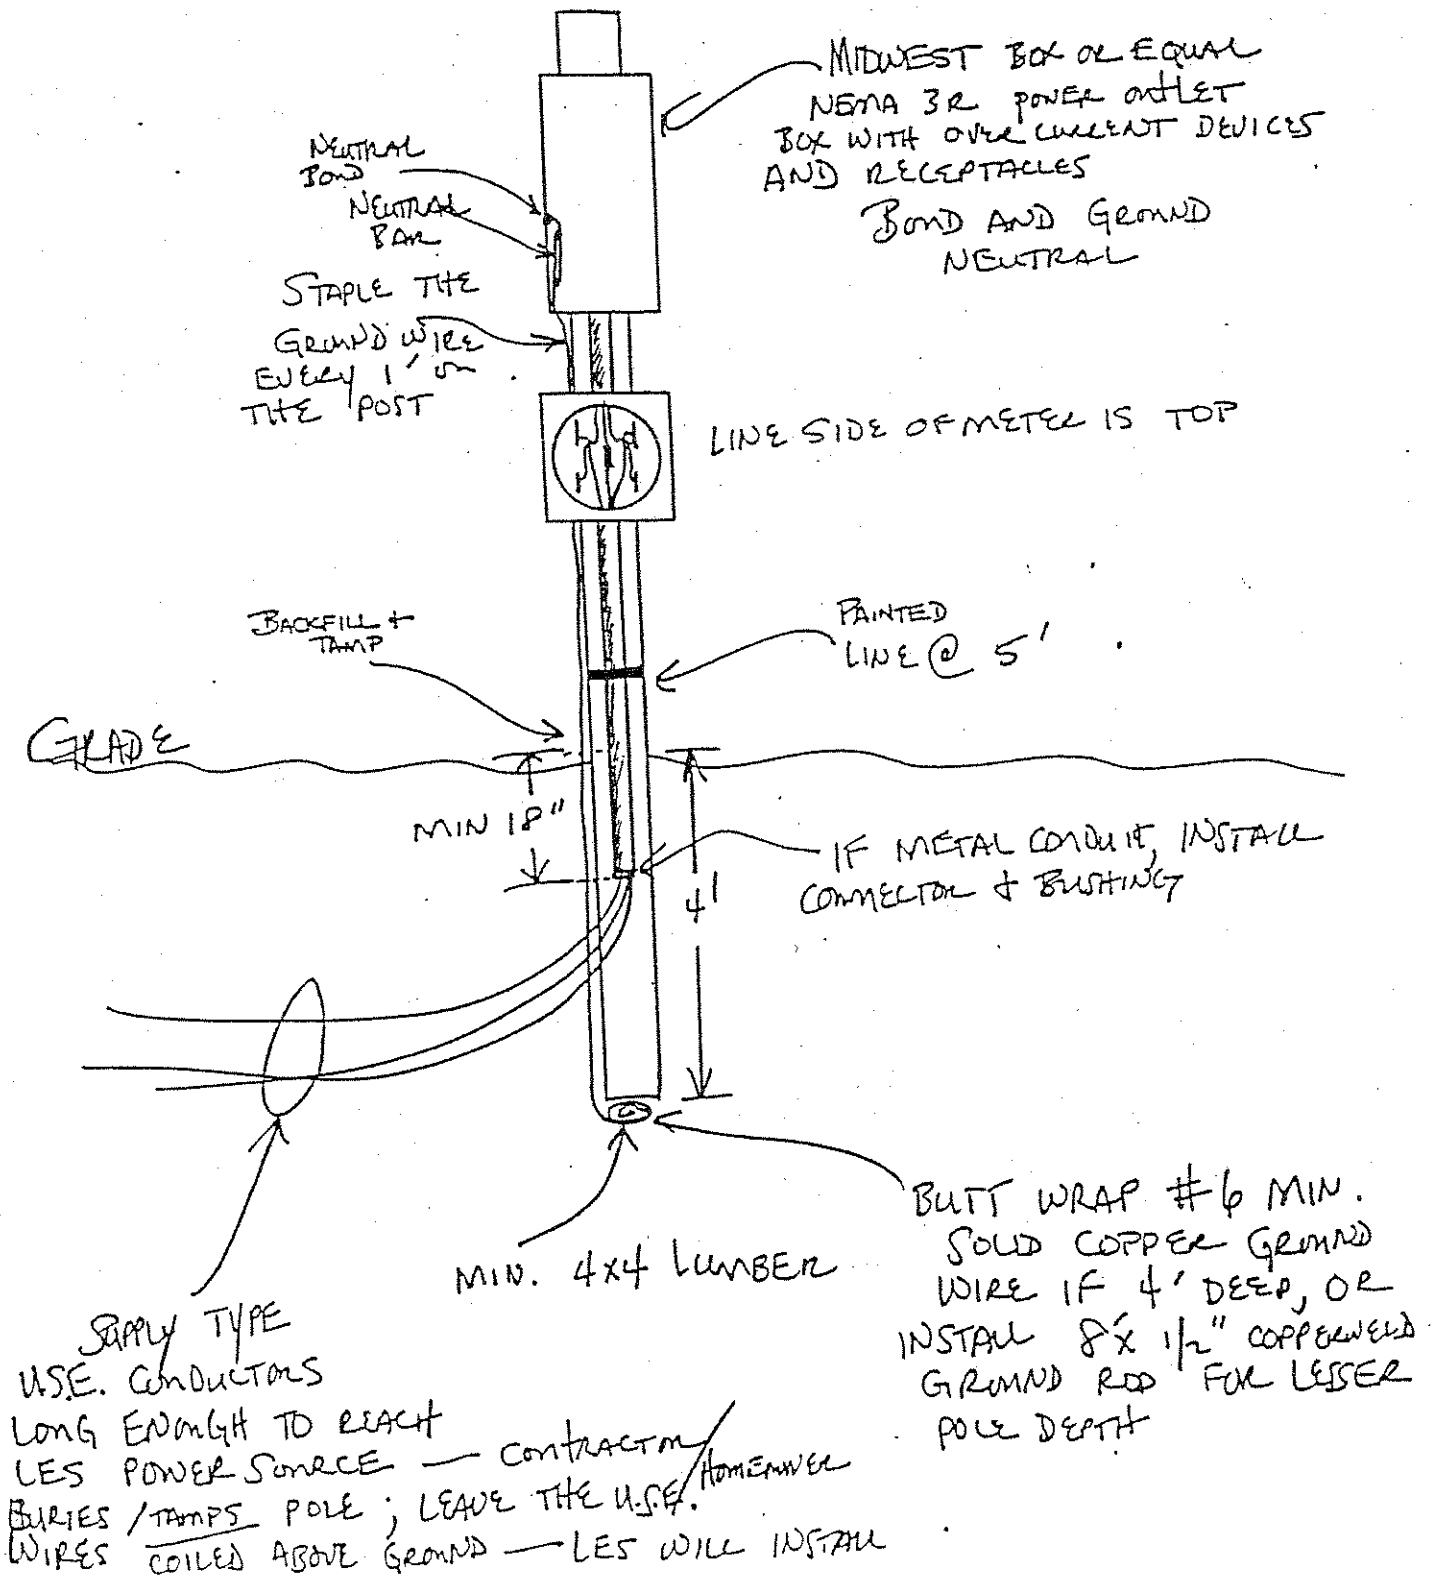 MIDWEST BOX OR EQUAL
NEMA 3R POWER OUTLET
BOX WITH OVER CURRENT DEVICES
AND RECEPTACLES
BOND AND GROUND
NEUTRAL
NEUTRAL
BOND
NEUTRAL
BAR
STAPLE THE
GROUND WIRE
EVERY 1' ON
THE POST
LINE SIDE OF METER IS TOP
BACKFILL +
TAMP
PAINTED
LINE @ 5'
GRADE
MIN 18"
4'
IF METAL CONDUIT, INSTALL
CONNECTOR + BUSHING
BUTT WRAP #6 MIN.
SOLID COPPER GROUND
WIRE IF 4' DEEP, OR
INSTALL 8'X 1/2" COPPERWELD
GROUND ROD FOR LESSER
POLE DEPTH
MIN. 4x4 LUMBER
SUPPLY TYPE
U.S.E. CONDUCTORS
LONG ENOUGH TO REACH
LES POWER SOURCE — CONTRACTOR/HOMEOWNER
BURIES/TAMPS POLE; LEAVE THE U.S.E.
WIRES COILED ABOVE GROUND — LES WILL INSTALL